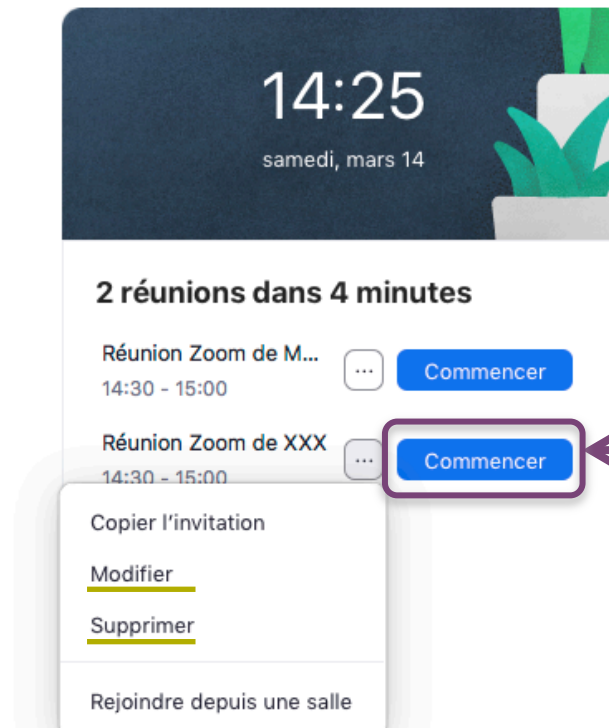 14:25
samedi, mars 14
2 réunions dans 4 minutes
Réunion Zoom de M... ... Commencer
14:30 - 15:00
Réunion Zoom de XXX ... Commencer
14:30 - 15:00
Copier l’invitation
Modifier
Supprimer
Rejoindre depuis une salle